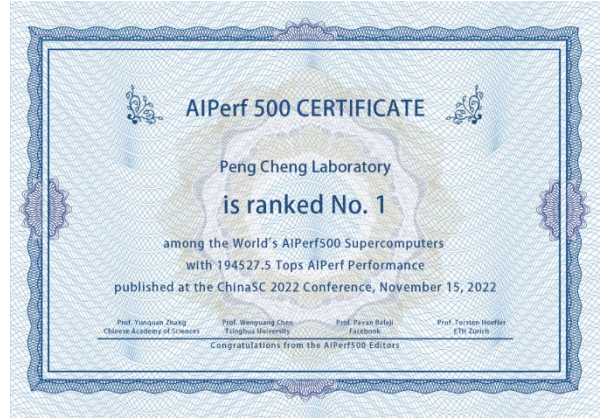 AIPerf 500 CERTIFICATE
Peng Cheng Laboratory
is ranked No. 1
among the World's AIPerf500 Supercomputers
with 194527.5 Tops AIPerf Performance
published at the ChinaSC 2022 Conference, November 15, 2022
Prof. Yunquan Zhang Prof. Wenguang Chen Prof. Pavan Balaji Prof. Torsten Hoefler
Chinese Academy of Sciences Tsinghua University Facebook ETH Zurich
Congratulations from the AIPerf500 Editors